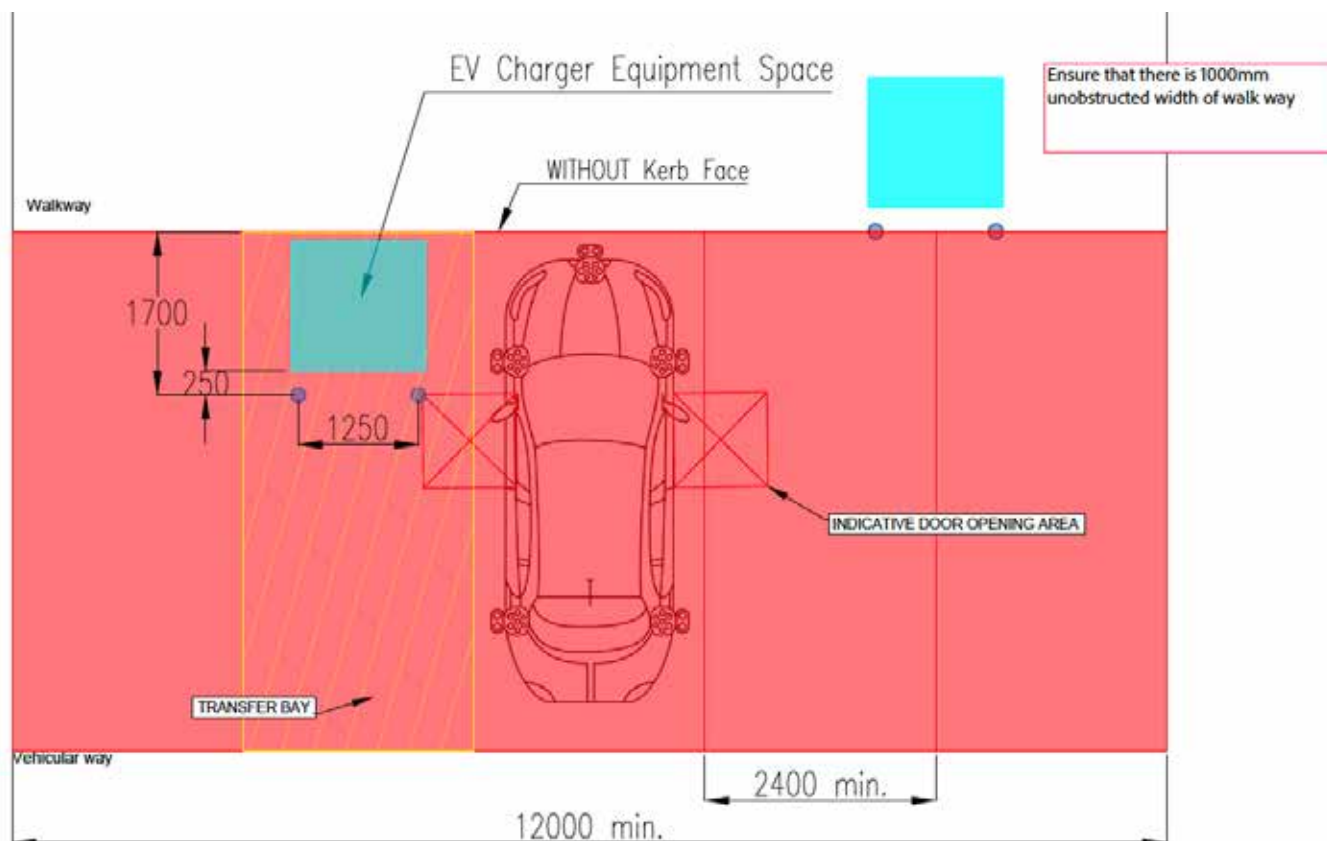 EV Charger Equipment Space
Ensure that there is 1000mm
unobstructed width of walk way
WITHOUT Kerb Face
Walkway
1700
250
1250
INDICATIVE DOOR OPENING AREA
TRANSFER BAY
Vehicular way
2400 min.
12000 min.